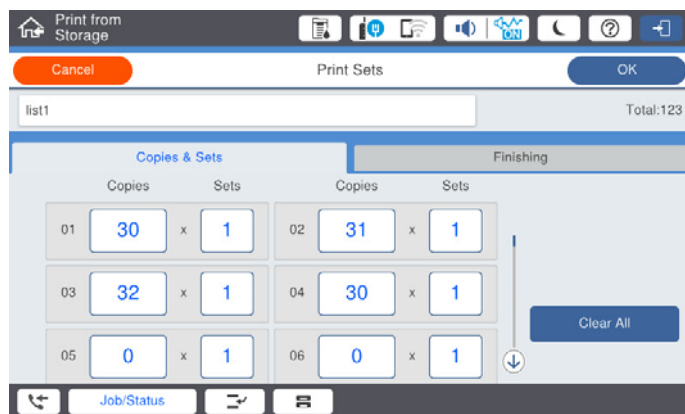 Print from
Storage
ON
Cancel
Print Sets
OK
list1
Total:123
Copies & Sets
Finishing
Copies Sets Copies Sets
01 30 x 1 02 31 x 1
03 32 x 1 04 30 x 1
Clear All
05 0 x 1 06 0 x 1
Job/Status